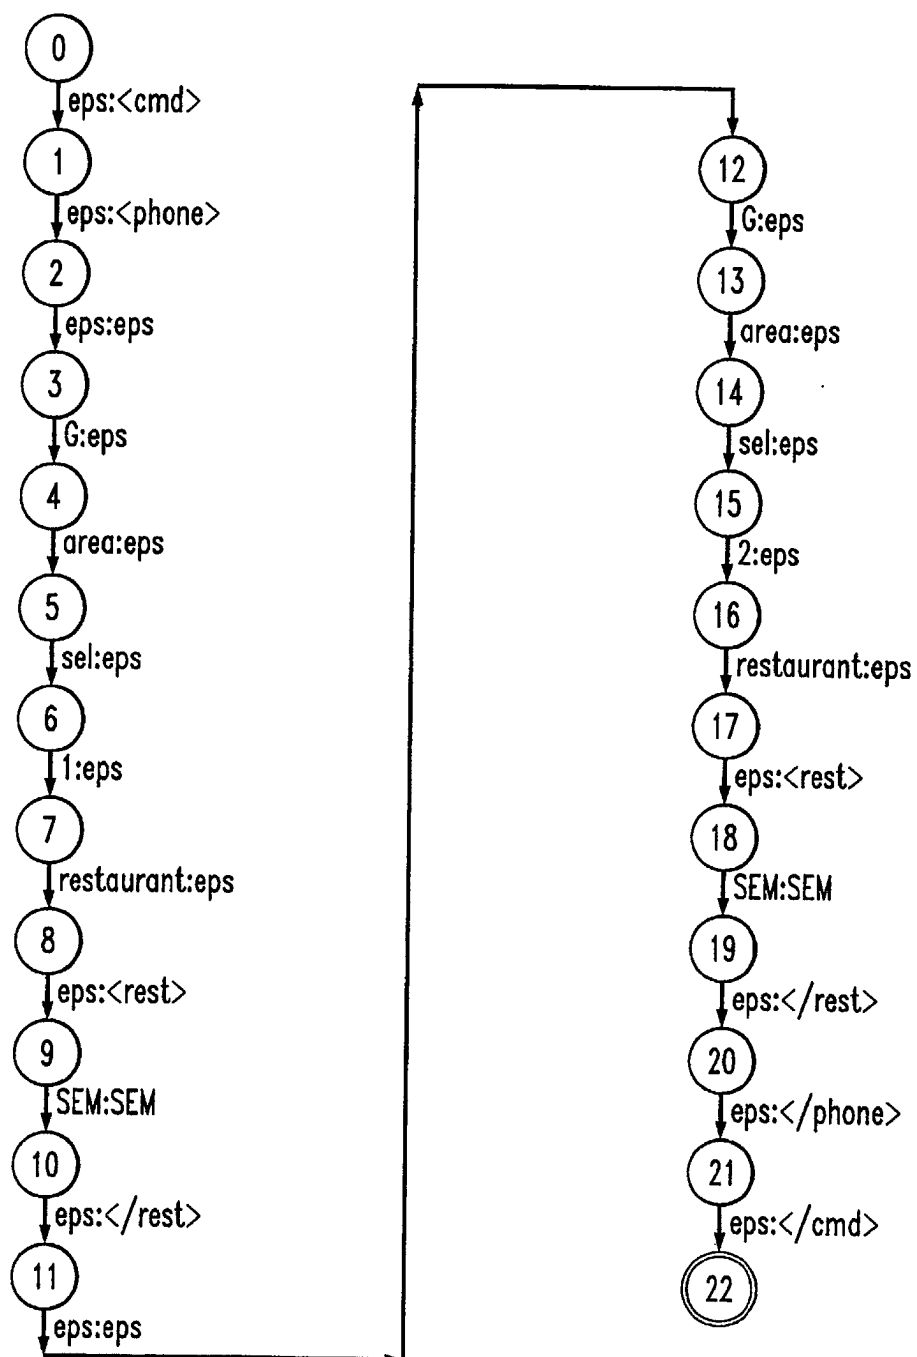 0
eps:<cmd>
1
eps:<phone>
2
eps:eps
3
G:eps
4
area:eps
5
sel:eps
6
1:eps
7
restaurant:eps
8
eps:<rest>
9
SEM:SEM
10
eps:</rest>
11
eps:eps
12
G:eps
13
area:eps
14
sel:eps
15
2:eps
16
restaurant:eps
17
eps:<rest>
18
SEM:SEM
19
eps:</rest>
20
eps:</phone>
21
eps:</cmd>
22